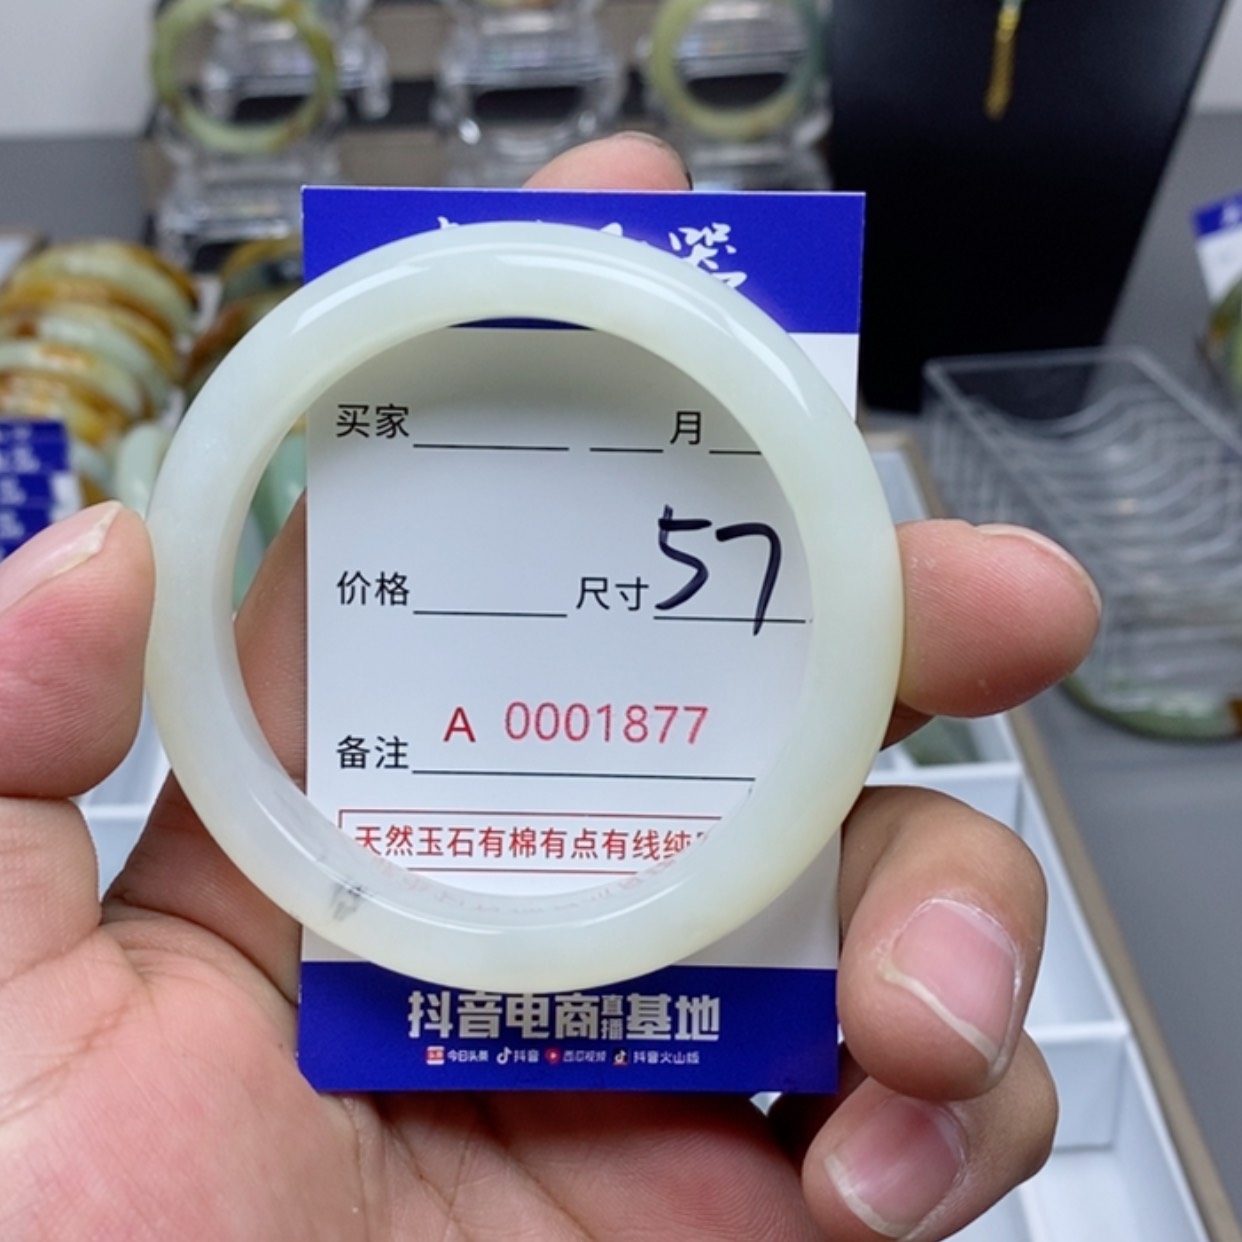 器
买家 月
价格 尺寸 57
A 0001877
备注
天然玉石有棉有点有线纯
抖音电商直播基地
今日头条 抖音 西瓜视频 抖音火山版